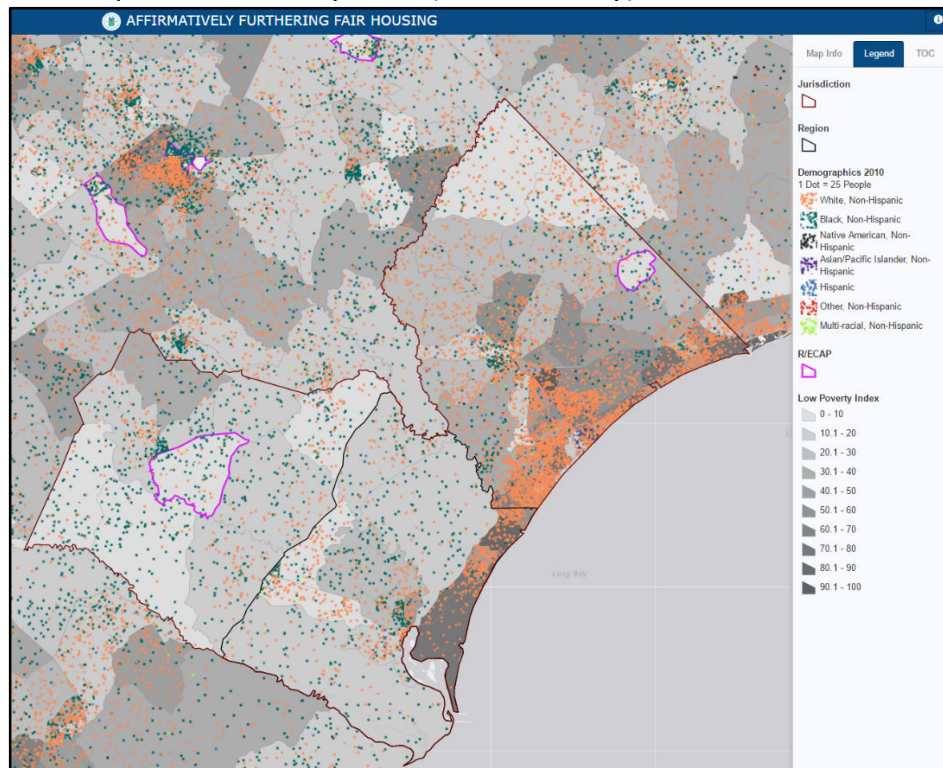 AFFIRMATIVELY FURTHERING FAIR HOUSING
Map Info Legend TOC
Jurisdiction
Region
Demographics 2010
1 Dot = 25 People
White, Non-Hispanic
Black, Non-Hispanic
Native American, Non-
Hispanic
Asian/Pacific Islander, Non-
Hispanic
Hispanic
Other, Non-Hispanic
Multi-racial, Non-Hispanic
R/ECAP
Low Poverty Index
0 - 10
10.1 - 20
20.1 - 30
30.1 - 40
40.1 - 50
50.1 - 60
60.1 - 70
70.1 - 80
80.1 - 90
90.1 - 100
Long Bay